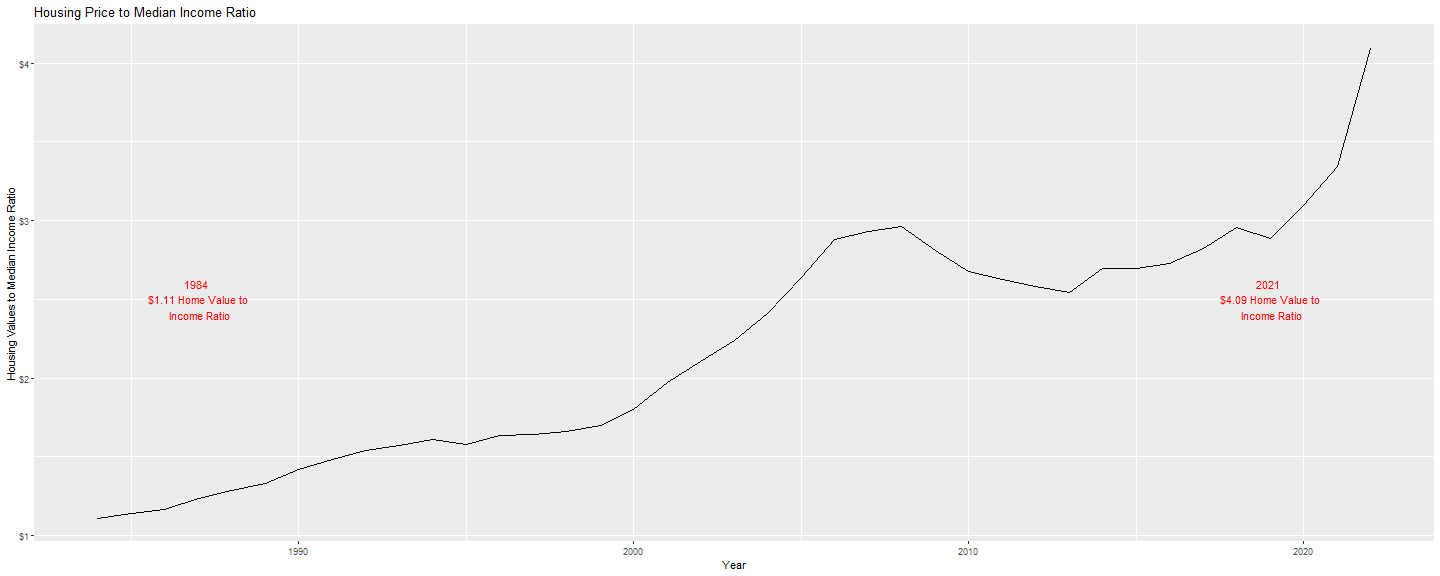 Housing Price to Median Income Ratio
Housing Values to Median Income Ratio
$4
$3
$2
$1
1984
$1.11 Home Value to
Income Ratio
2021
$4.09 Home Value to
Income Ratio
1990
2000
2010
2020
Year